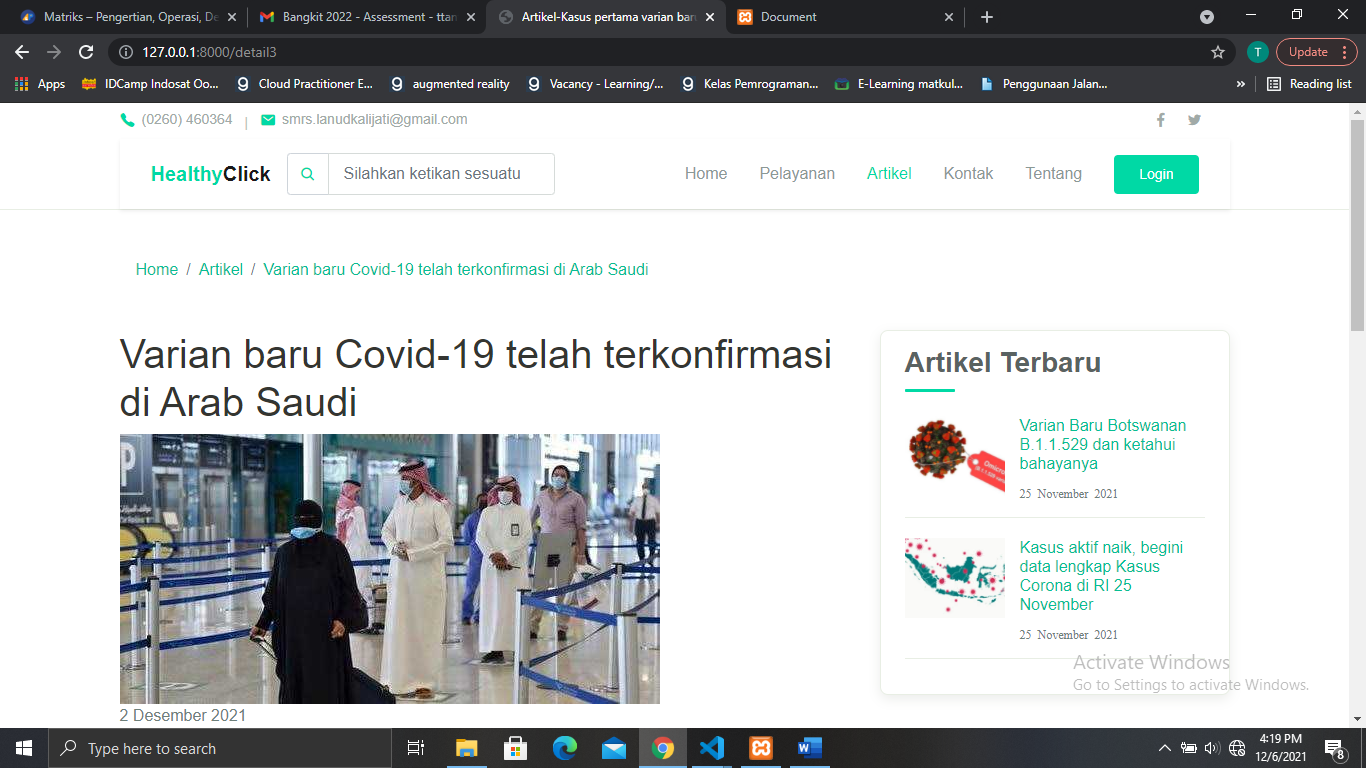 Matriks – Pengertian, Operasi, De
Bangkit 2022 - Assessment - ttan
Artikel-Kasus pertama varian bar
Document
127.0.0.1:8000/detail3
T
Update
Apps
IDCamp Indosat Oo...
Cloud Practitioner E...
augmented reality
Vacancy - Learning/...
Kelas Pemrograman...
E-Learning matkul...
Penggunaan Jalan...
Reading list
(0260) 460364 | smrs.lanudkalijati@gmail.com
HealthyClick
Silahkan ketikan sesuatu
Home
Pelayanan
Artikel
Kontak
Tentang
Login
Home / Artikel / Varian baru Covid-19 telah terkonfirmasi di Arab Saudi
Varian baru Covid-19 telah terkonfirmasi
di Arab Saudi
2 Desember 2021
Artikel Terbaru
Varian Baru Botswanan
B.1.1.529 dan ketahui
bahayanya
25 November 2021
Kasus aktif naik, begini
data lengkap Kasus
Corona di RI 25
November
25 November 2021
Activate Windows
Go to Settings to activate Windows.
Type here to search
4:19 PM
12/6/2021
8